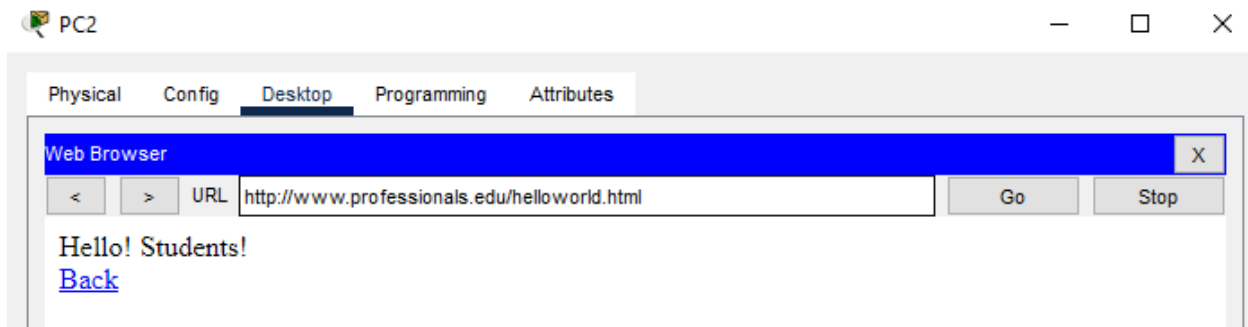 PC2
Physical Config Desktop Programming Attributes
Web Browser X
< > URL http://www.professionals.edu/helloworld.html Go Stop
Hello! Students!
Back